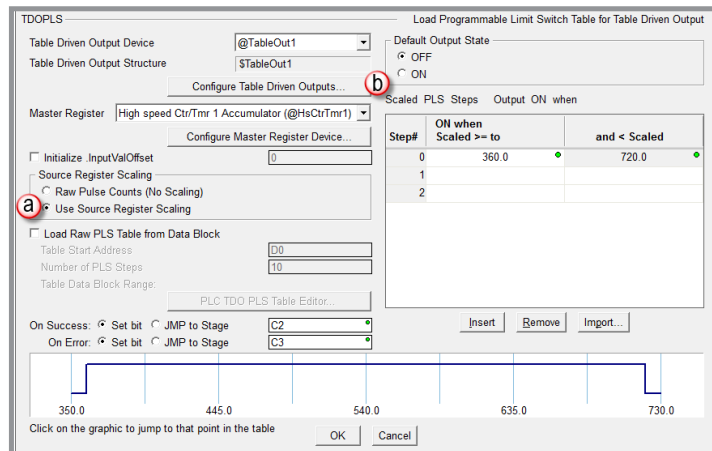 TDOPLS Load Programmable Limit Switch Table for Table Driven Output
Table Driven Output Device @TableOut1
Table Driven Output Structure $TableOut1
Configure Table Driven Outputs...
Master Register High speed Ctr/Tmr 1 Accumulator (@HsCtrTmr1)
Configure Master Register Device...
Initialize .InputValOffset 0
Source Register Scaling
Raw Pulse Counts (No Scaling)
a Use Source Register Scaling
Load Raw PLS Table from Data Block
Table Start Address D0
Number of PLS Steps 10
Table Data Block Range:
PLC TDO PLS Table Editor...
On Success: Set bit JMP to Stage C2
On Error: Set bit JMP to Stage C3
Default Output State
OFF
b ON
Scaled PLS Steps Output ON when
Step# ON when Scaled >= to and < Scaled
0 360.0 720.0
1
2
Insert Remove Import...
350.0 445.0 540.0 635.0 730.0
Click on the graphic to jump to that point in the table
OK Cancel